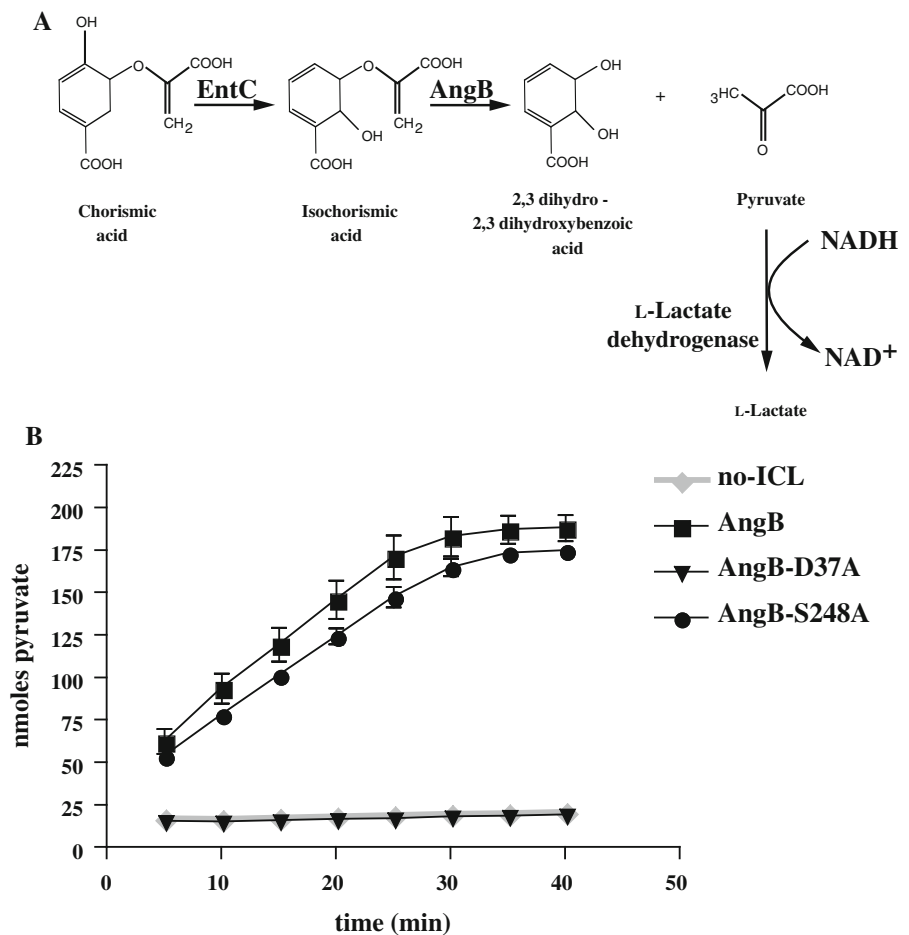 A
OH
O
COOH
CH2
COOH
Chorismic
acid
EntC
O
COOH
CH2
OH
COOH
Isochorismic
acid
AngB
OH
OH
COOH
2,3 dihydro -
2,3 dihydroxybenzoic
acid
+
3HC
COOH
O
Pyruvate
NADH
L-Lactate
dehydrogenase
NAD+
L-Lactate
B
225
200
175
150
125
100
75
50
25
0
nmoles pyruvate
0 10 20 30 40 50
time (min)
no-ICL
AngB
AngB-D37A
AngB-S248A